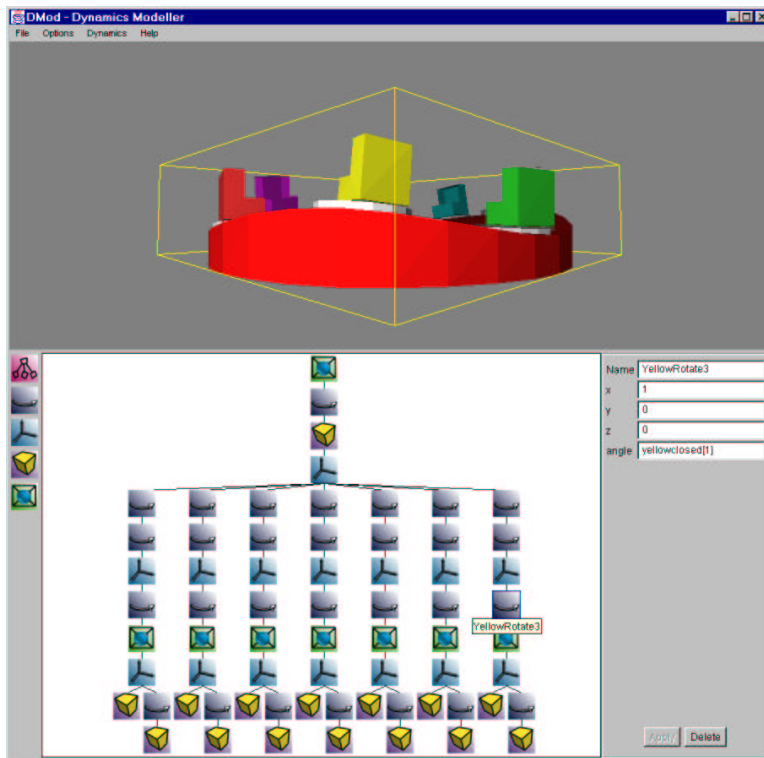 DMod - Dynamics Modeller
File Options Dynamics Help
Name YellowRotate3
x 1
y 0
z 0
angle yellowclosed[1]
YellowRotate3
Apply Delete